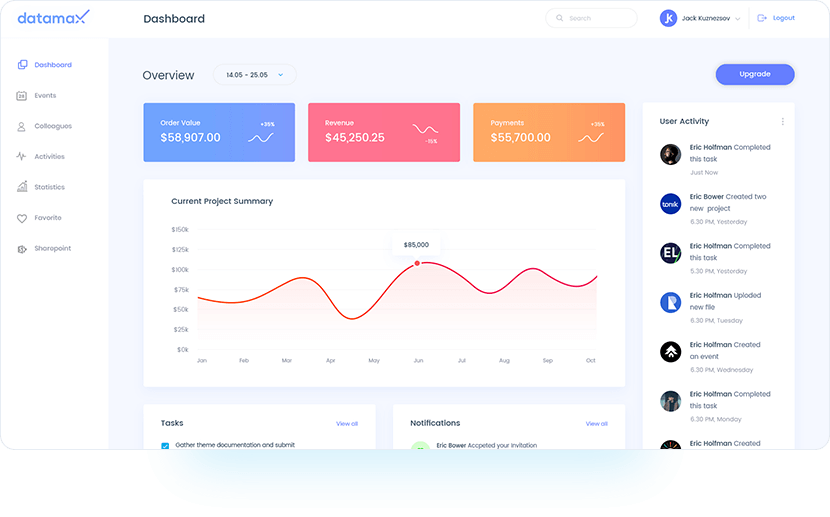 datamax
Dashboard
Search
Jk
Jack Kuznezsov
Logout
Dashboard
28
Events
Colleagues
Activities
Statistics
Favorite
Sharepoint
Overview
14.05 - 25.05
Upgrade
Order Value
+35%
$58,907.00
Revenue
$45,250.25
-15%
Payments
+35%
$55,700.00
Current Project Summary
$150k
$125k
$100k
$75k
$50k
$25k
$0k
$85,000
Jan Feb Mar Apr May Jun Jul Aug Sep Oct
Tasks
View all
Gather theme documentation and submit
Notifications
View all
Eric Bower Accpeted your invitation
User Activity
Eric Holfman Completed
this task
Just Now
tonik
Eric Bower Created two
new project
6.30 PM, Yesterday
EL
Eric Holfman Completed
this task
5.30 PM, Yesterday
Eric Holfman Uploded
new file
6.30 PM, Tuesday
Eric Holfman Created
an event
6.30 PM, Wednesday
Eric Holfman Completed
this task
6.30 PM, Monday
Eric Holfman Created